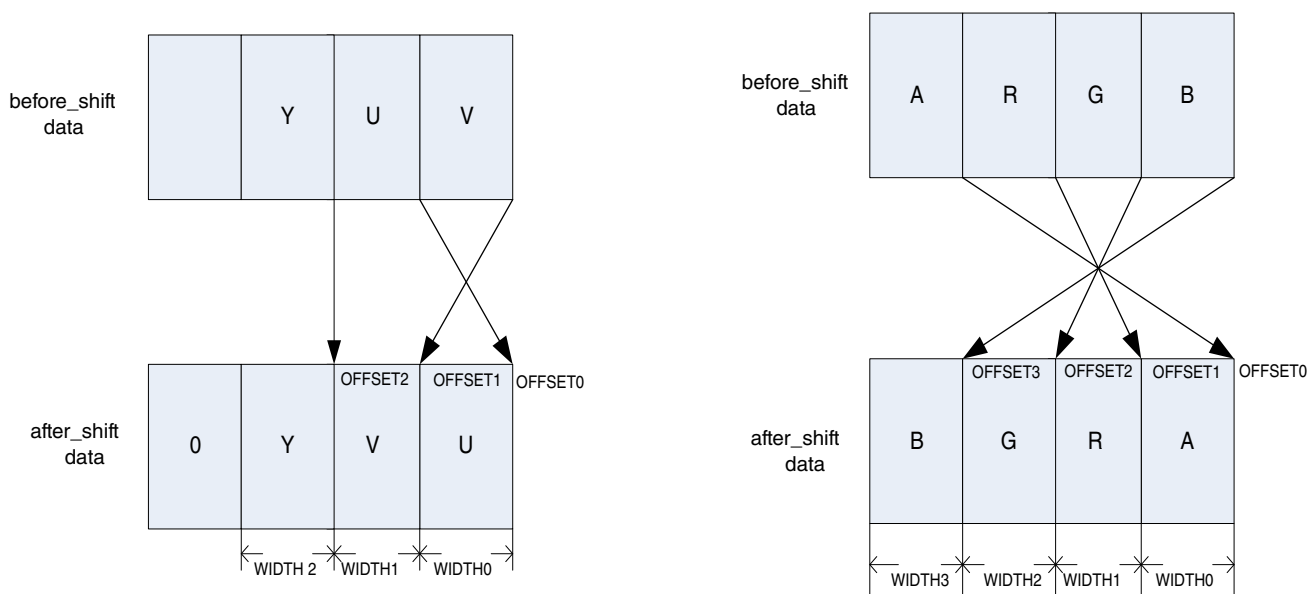 before_shift
data
Y U V
OFFSET2 OFFSET1 OFFSET0
after_shift
data
0 Y V U
WIDTH 2 WIDTH1 WIDTH0
before_shift
data
A R G B
OFFSET3 OFFSET2 OFFSET1 OFFSET0
after_shift
data
B G R A
WIDTH3 WIDTH2 WIDTH1 WIDTH0